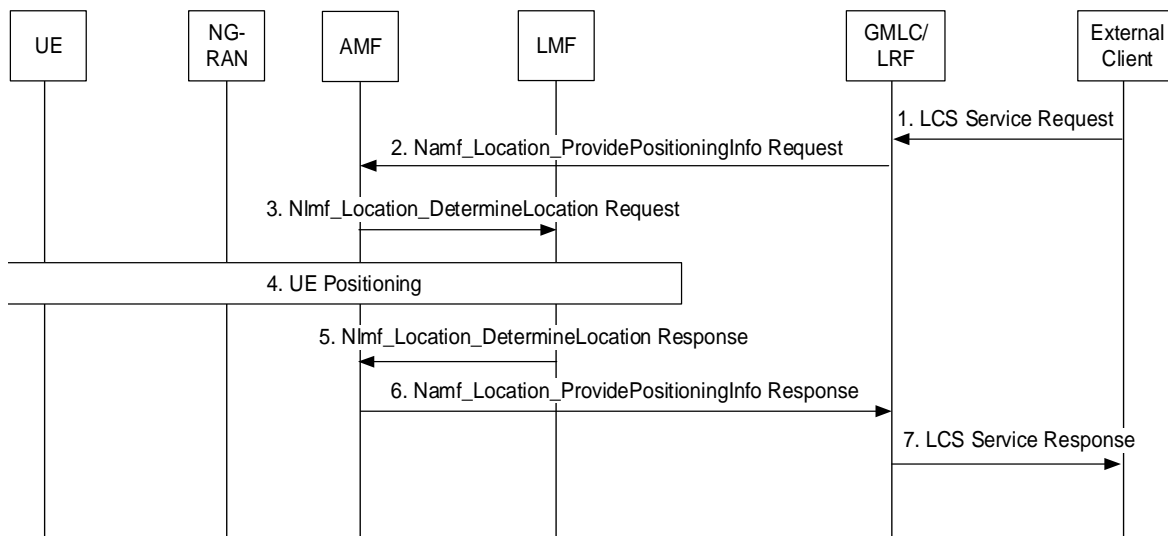 UE
NG-
RAN
AMF
LMF
GMLC/
LRF
External
Client
1. LCS Service Request
2. Namf_Location_ProvidePositioningInfo Request
3. Nlmf_Location_DetermineLocation Request
4. UE Positioning
5. Nlmf_Location_DetermineLocation Response
6. Namf_Location_ProvidePositioningInfo Response
7. LCS Service Response